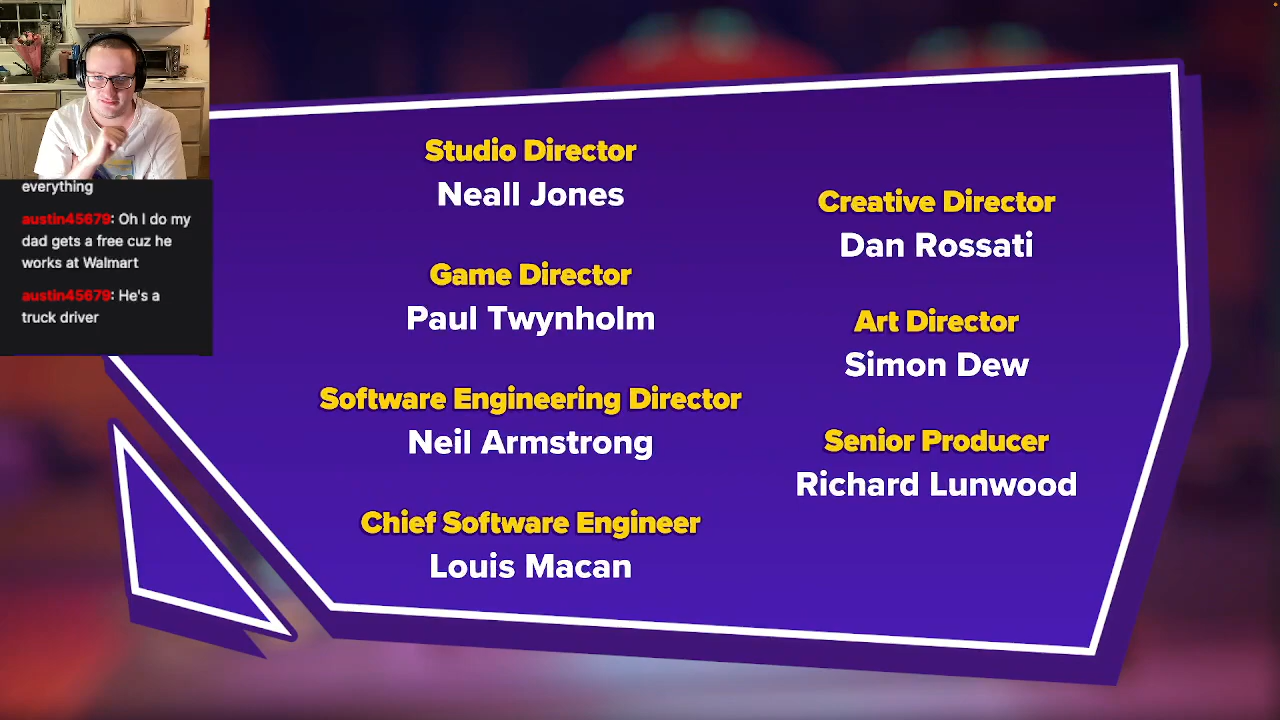 everything
austin45679: Oh I do my
dad gets a free cuz he
works at Walmart
austin45679: He's a
truck driver
Studio Director
Neall Jones
Game Director
Paul Twynholm
Software Engineering Director
Neil Armstrong
Chief Software Engineer
Louis Macan
Creative Director
Dan Rossati
Art Director
Simon Dew
Senior Producer
Richard Lunwood